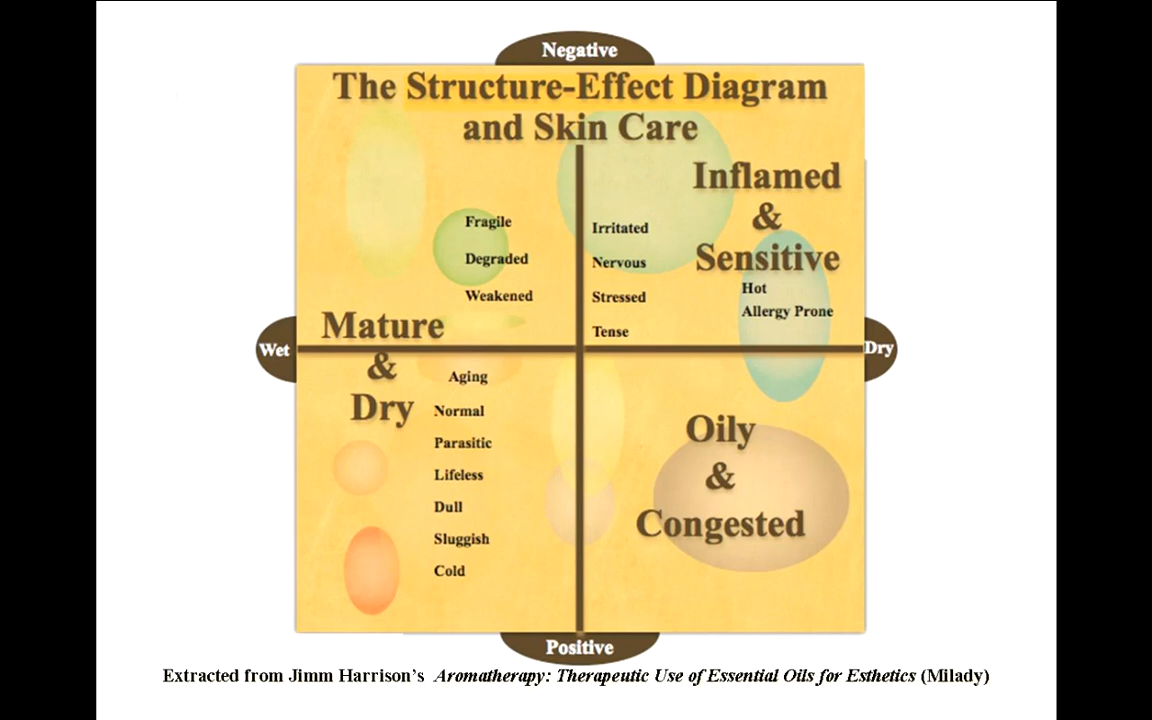 Negative
The Structure-Effect Diagram
and Skin Care
Inflamed
&
Sensitive
Fragile
Degraded
Weakened
Irritated
Nervous
Stressed
Tense
Hot
Allergy Prone
Wet
Dry
Mature
&
Dry
Aging
Normal
Parasitic
Lifeless
Dull
Sluggish
Cold
Oily
&
Congested
Positive
Extracted from Jimm Harrison’s Aromatherapy: Therapeutic Use of Essential Oils for Esthetics (Milady)